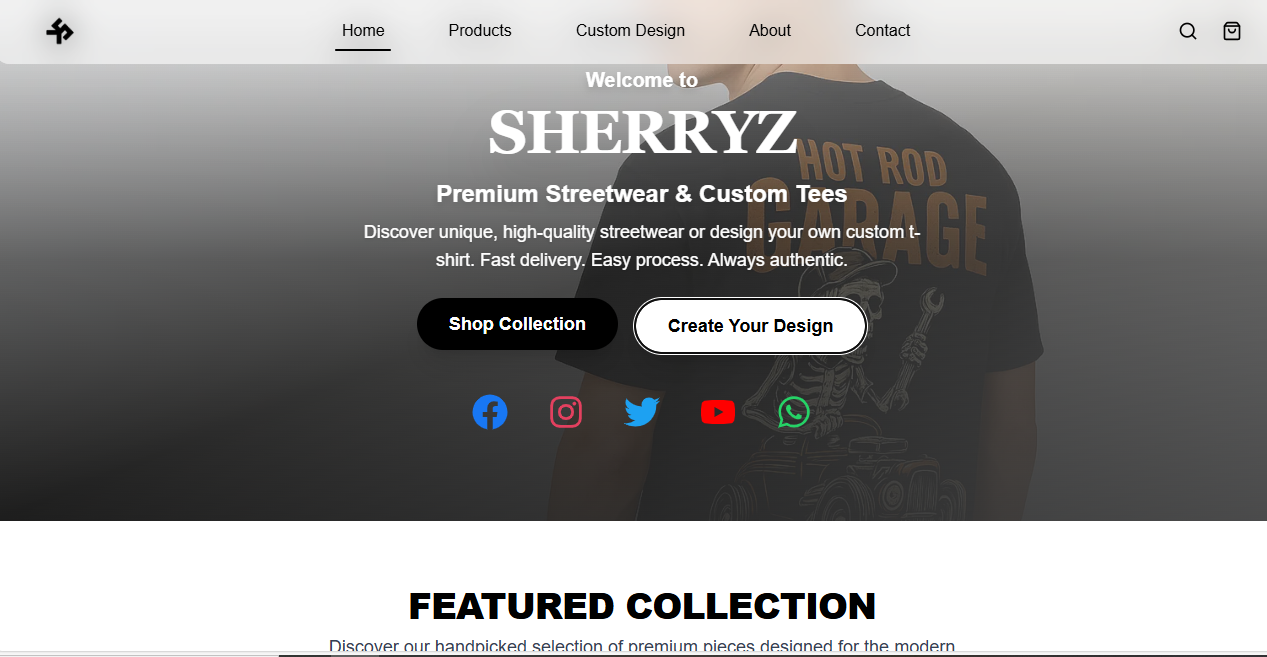 Home Products Custom Design About Contact
Welcome to
SHERRYZ
HOT ROD
GARAGE
Premium Streetwear & Custom Tees
Discover unique, high-quality streetwear or design your own custom t-
shirt. Fast delivery. Easy process. Always authentic.
Shop Collection Create Your Design
FEATURED COLLECTION
Discover our handpicked selection of premium pieces designed for the modern